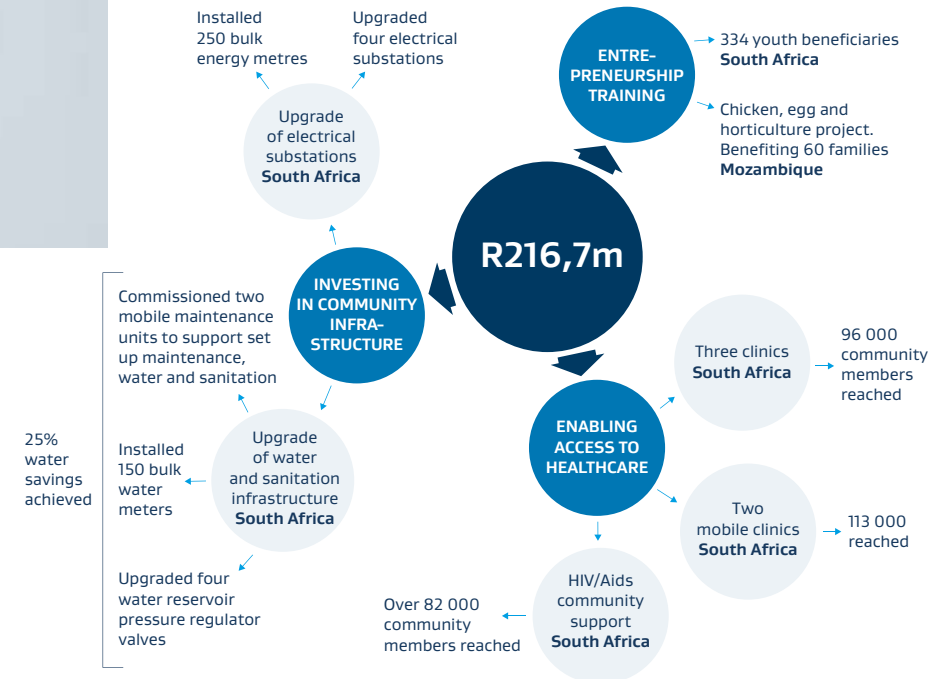 R216,7m
ENTRE-
PRENEURSHIP
TRAINING
334 youth beneficiaries
South Africa
Chicken, egg and
horticulture project.
Benefiting 60 families
Mozambique
INVESTING
IN COMMUNITY
INFRA-
STRUCTURE
Upgrade
of electrical
substations
South Africa
Installed
250 bulk
energy metres
Upgraded
four electrical
substations
Upgrade
of water
and sanitation
infrastructure
South Africa
Commissioned two
mobile maintenance
units to support set
up maintenance,
water and sanitation
Installed
150 bulk
water
meters
Upgraded four
water reservoir
pressure regulator
valves
25%
water
savings
achieved
ENABLING
ACCESS TO
HEALTHCARE
Three clinics
South Africa
96 000
community
members
reached
Two
mobile clinics
South Africa
113 000
reached
HIV/Aids
community
support
South Africa
Over 82 000
community
members reached